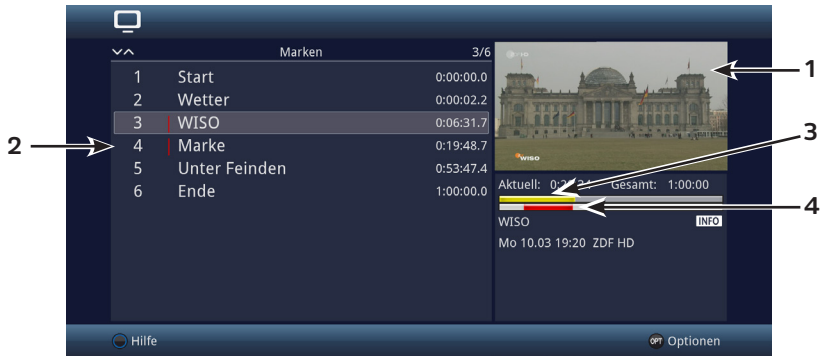 Marken 3/6
1 Start 0:00:00.0
2 Wetter 0:00:02.2
3 WISO 0:06:31.7
4 Marke 0:19:48.7
5 Unter Feinden 0:53:47.4
6 Ende 1:00:00.0
WISO
Aktuell: Gesamt: 1:00:00
WISO INFO
Mo 10.03 19:20 ZDF HD
Hilfe
OPT Optionen
1
2
3
4